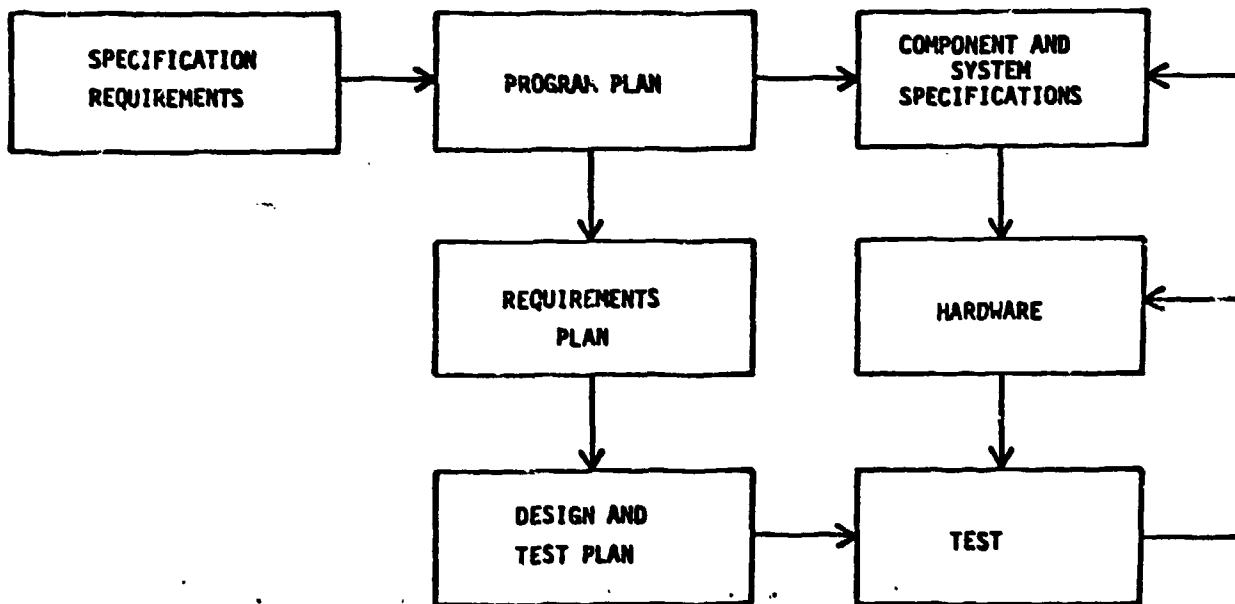 SPECIFICATION
REQUIREMENTS
PROGRAM PLAN
COMPONENT AND
SYSTEM
SPECIFICATIONS
REQUIREMENTS
PLAN
HARDWARE
DESIGN AND
TEST PLAN
TEST